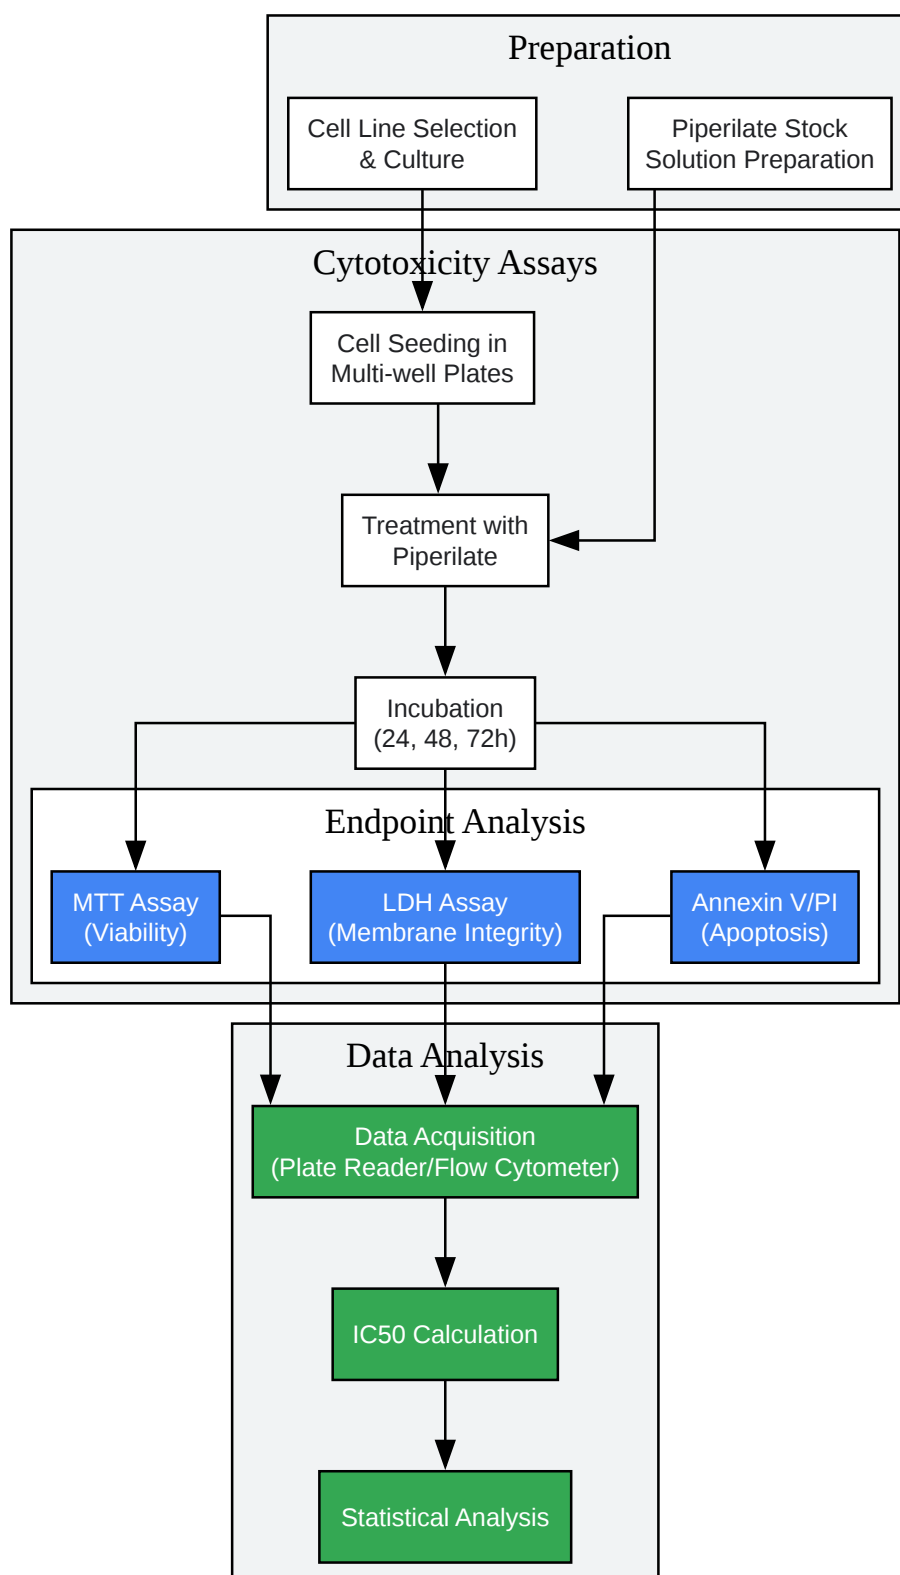 Preparation
Cell Line Selection
& Culture
Piperilate Stock
Solution Preparation
Cytotoxicity Assays
Cell Seeding in
Multi-well Plates
Treatment with
Piperilate
Incubation
(24, 48, 72h)
Endpoint Analysis
MTT Assay
(Viability)
LDH Assay
(Membrane Integrity)
Annexin V/PI
(Apoptosis)
Data Analysis
Data Acquisition
(Plate Reader/Flow Cytometer)
IC50 Calculation
Statistical Analysis